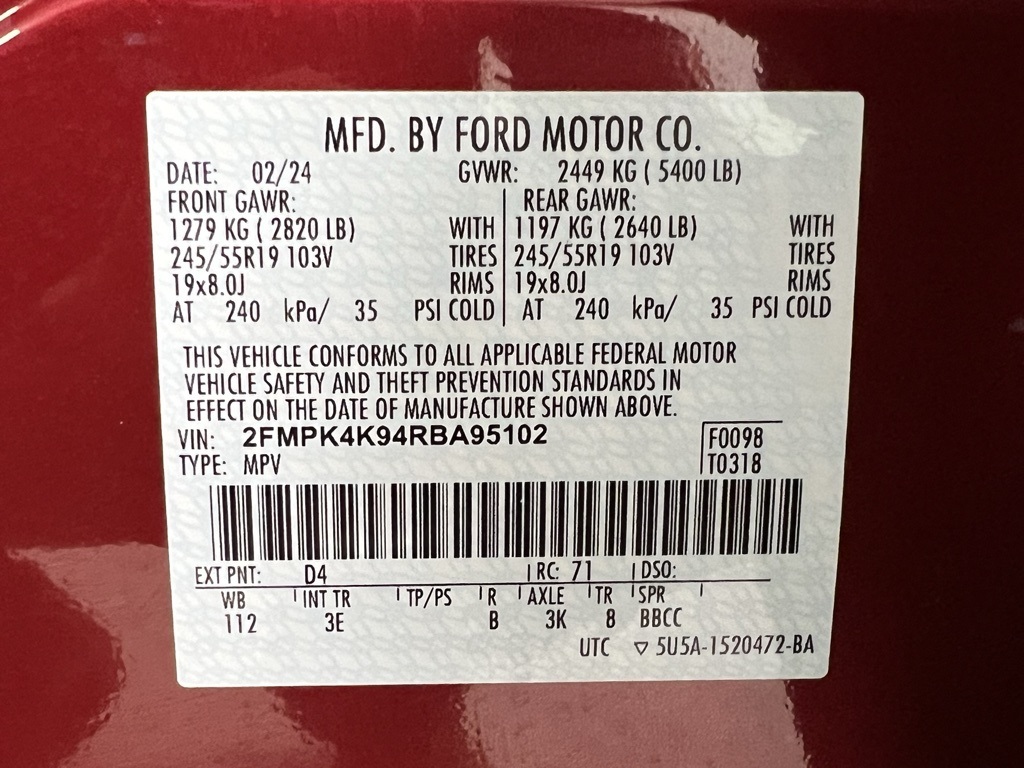 MFD. BY FORD MOTOR CO.
DATE: 02/24 GVWR: 2449 KG ( 5400 LB)
FRONT GAWR: REAR GAWR:
1279 KG ( 2820 LB) WITH 1197 KG ( 2640 LB) WITH
245/55R19 103V TIRES 245/55R19 103V TIRES
19x8.0J RIMS 19x8.0J RIMS
AT 240 kPa/ 35 PSI COLD AT 240 kPa/ 35 PSI COLD
THIS VEHICLE CONFORMS TO ALL APPLICABLE FEDERAL MOTOR
VEHICLE SAFETY AND THEFT PREVENTION STANDARDS IN
EFFECT ON THE DATE OF MANUFACTURE SHOWN ABOVE.
VIN: 2FMPK4K94RBA95102 F0098
TYPE: MPV T0318
EXT PNT: D4 RC: 71 DSO:
WB INT TR TP/PS R AXLE TR SPR
112 3E B 3K 8 BBCC
UTC ▽ 5U5A-1520472-BA